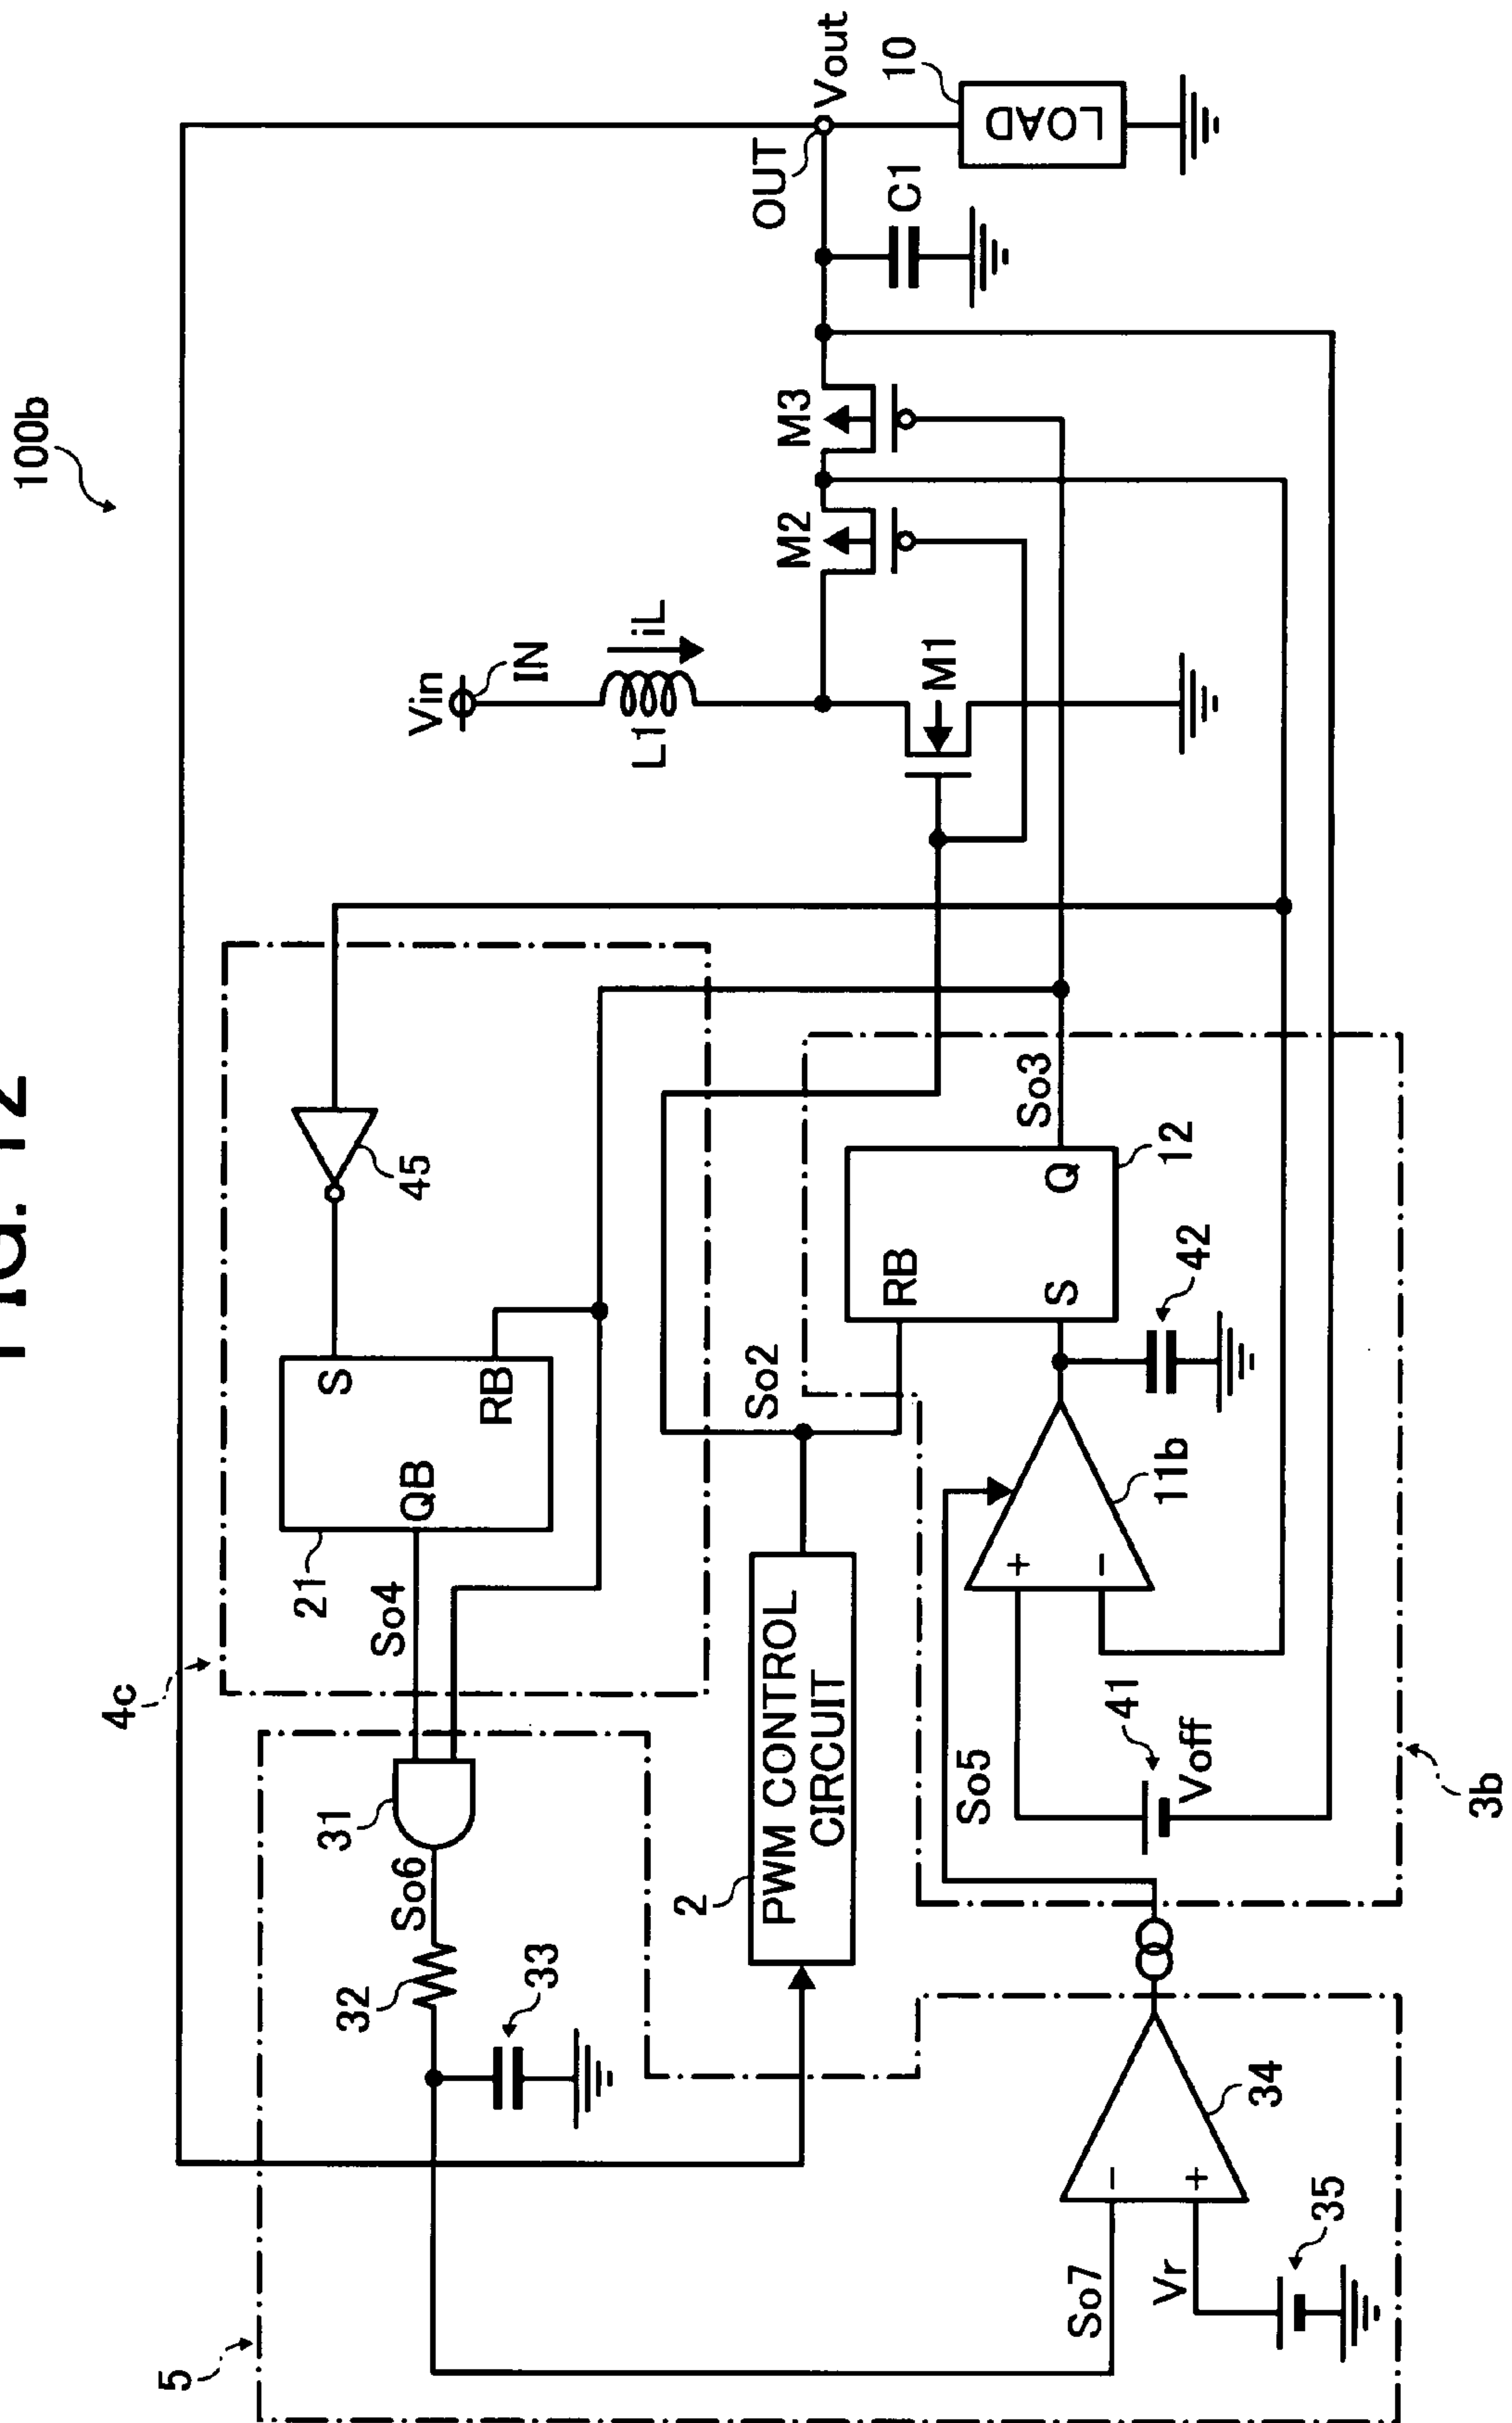 FIG. 12
100b
4c
5
21
S
QB
RB
So4
45
31
So6
32
33
2
PWM CONTROL
CIRCUIT
So2
RB
S
Q
12
So3
42
11b
+
-
So5
41
Voff
3b
34
-
+
So7
Vr
35
Vin
IN
L1
iL
M1
M2
M3
OUT
Vout
C1
10
LOAD